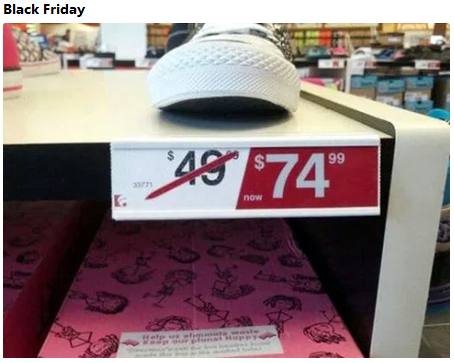 Black Friday
$49 99
33771
now $74 99
Help us eliminate waste
Keep our planet Happy